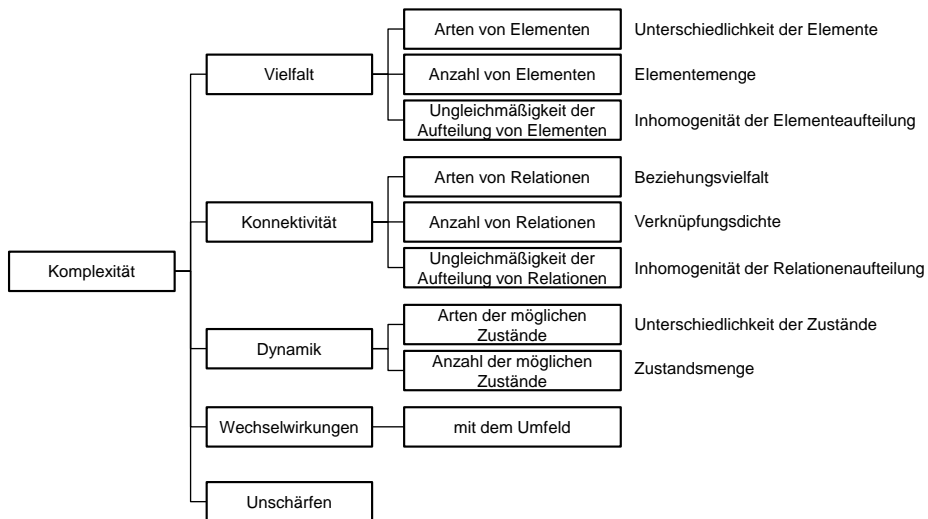 Arten von Elementen
Unterschiedlichkeit der Elemente
Vielfalt
Anzahl von Elementen
Elementemenge
Ungleichmäßigkeit der
Aufteilung von Elementen
Inhomogenität der Elementeaufteilung
Arten von Relationen
Beziehungsvielfalt
Konnektivität
Anzahl von Relationen
Verknüpfungsdichte
Ungleichmäßigkeit der
Aufteilung von Relationen
Inhomogenität der Relationenaufteilung
Komplexität
Arten der möglichen
Zustände
Unterschiedlichkeit der Zustände
Dynamik
Anzahl der möglichen
Zustände
Zustandsmenge
Wechselwirkungen
mit dem Umfeld
Unschärfen